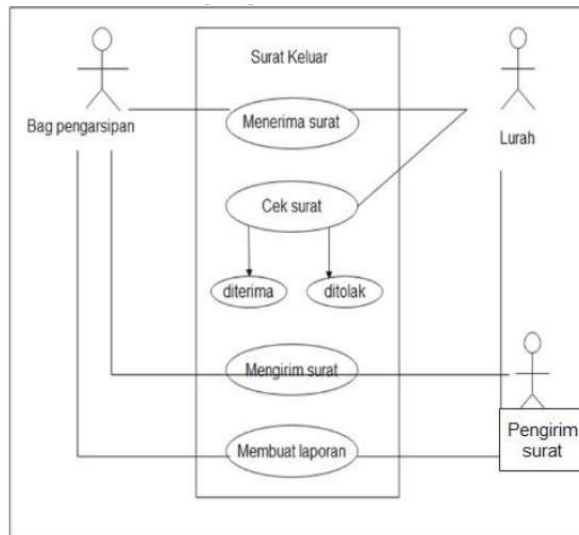 Surat Keluar
Bag pengarsipan
Menerima surat
Lurah
Cek surat
diterima
ditolak
Mengirim surat
Pengirim
surat
Membuat laporan